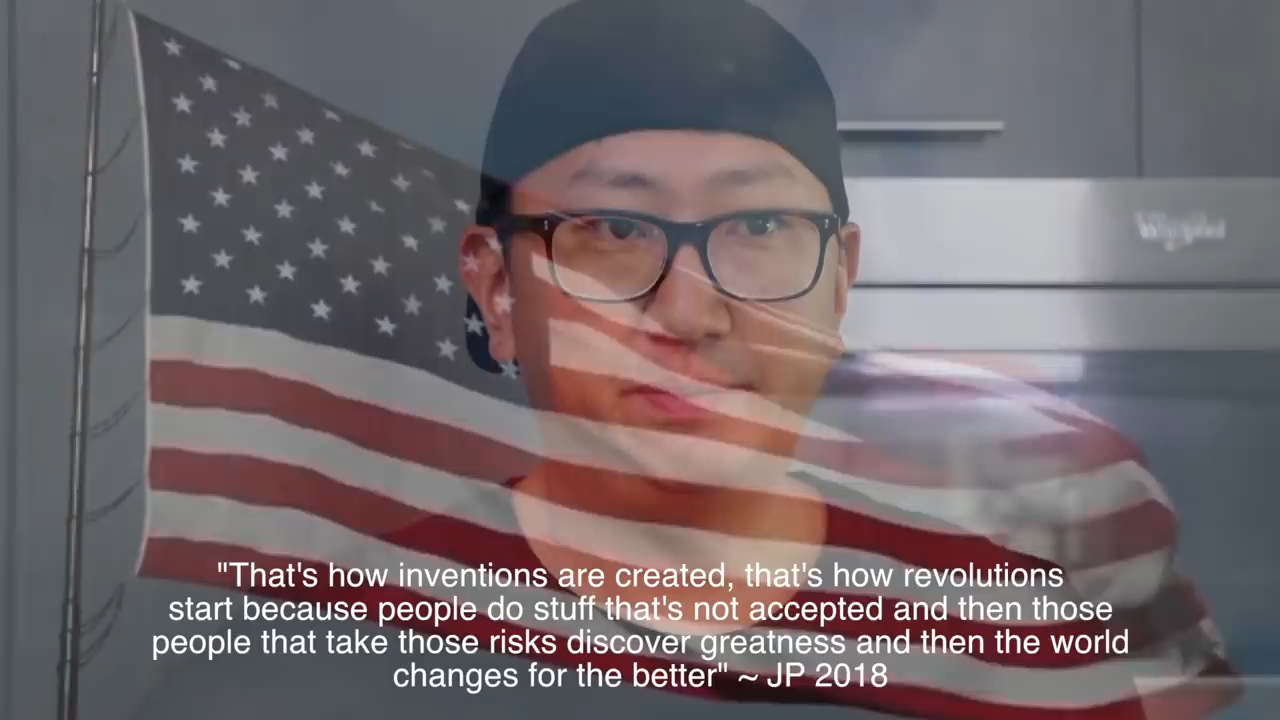 "That's how inventions are created, that's how revolutions
start because people do stuff that's not accepted and then those
people that take those risks discover greatness and then the world
changes for the better" ~ JP 2018